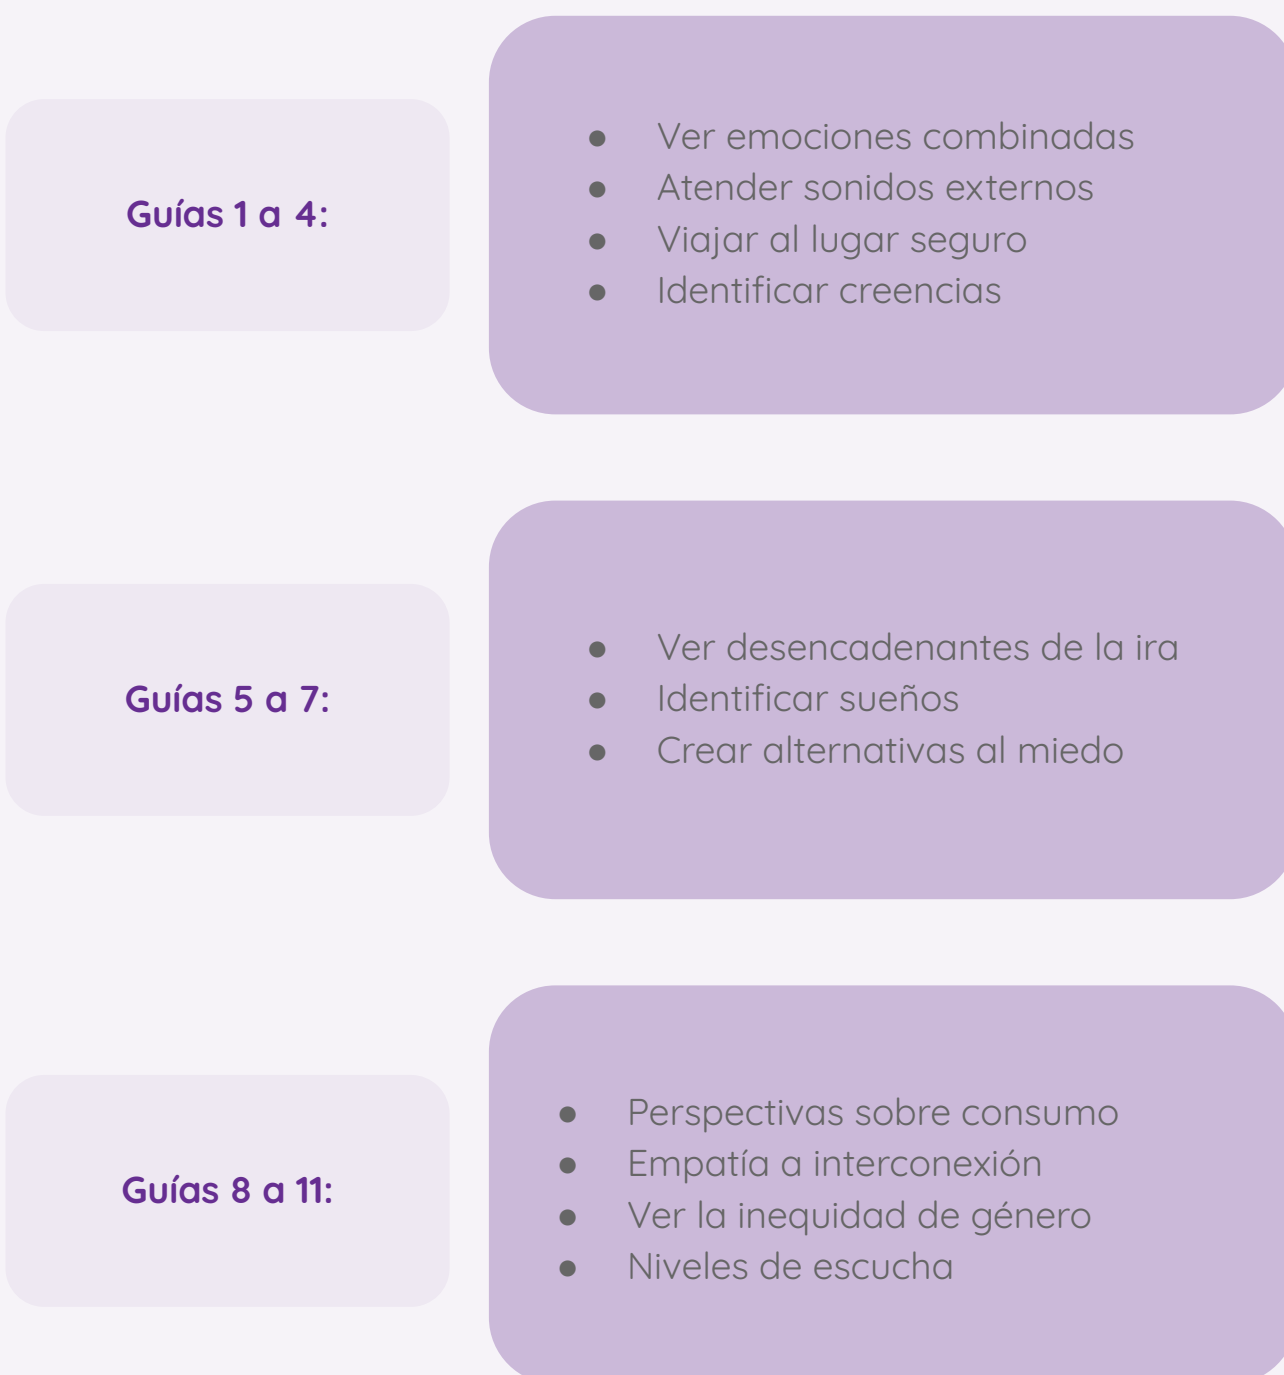 Guías 1 a 4:
● Ver emociones combinadas
● Atender sonidos externos
● Viajar al lugar seguro
● Identificar creencias
Guías 5 a 7:
● Ver desencadenantes de la ira
● Identificar sueños
● Crear alternativas al miedo
Guías 8 a 11:
● Perspectivas sobre consumo
● Empatía a interconexión
● Ver la inequidad de género
● Niveles de escucha